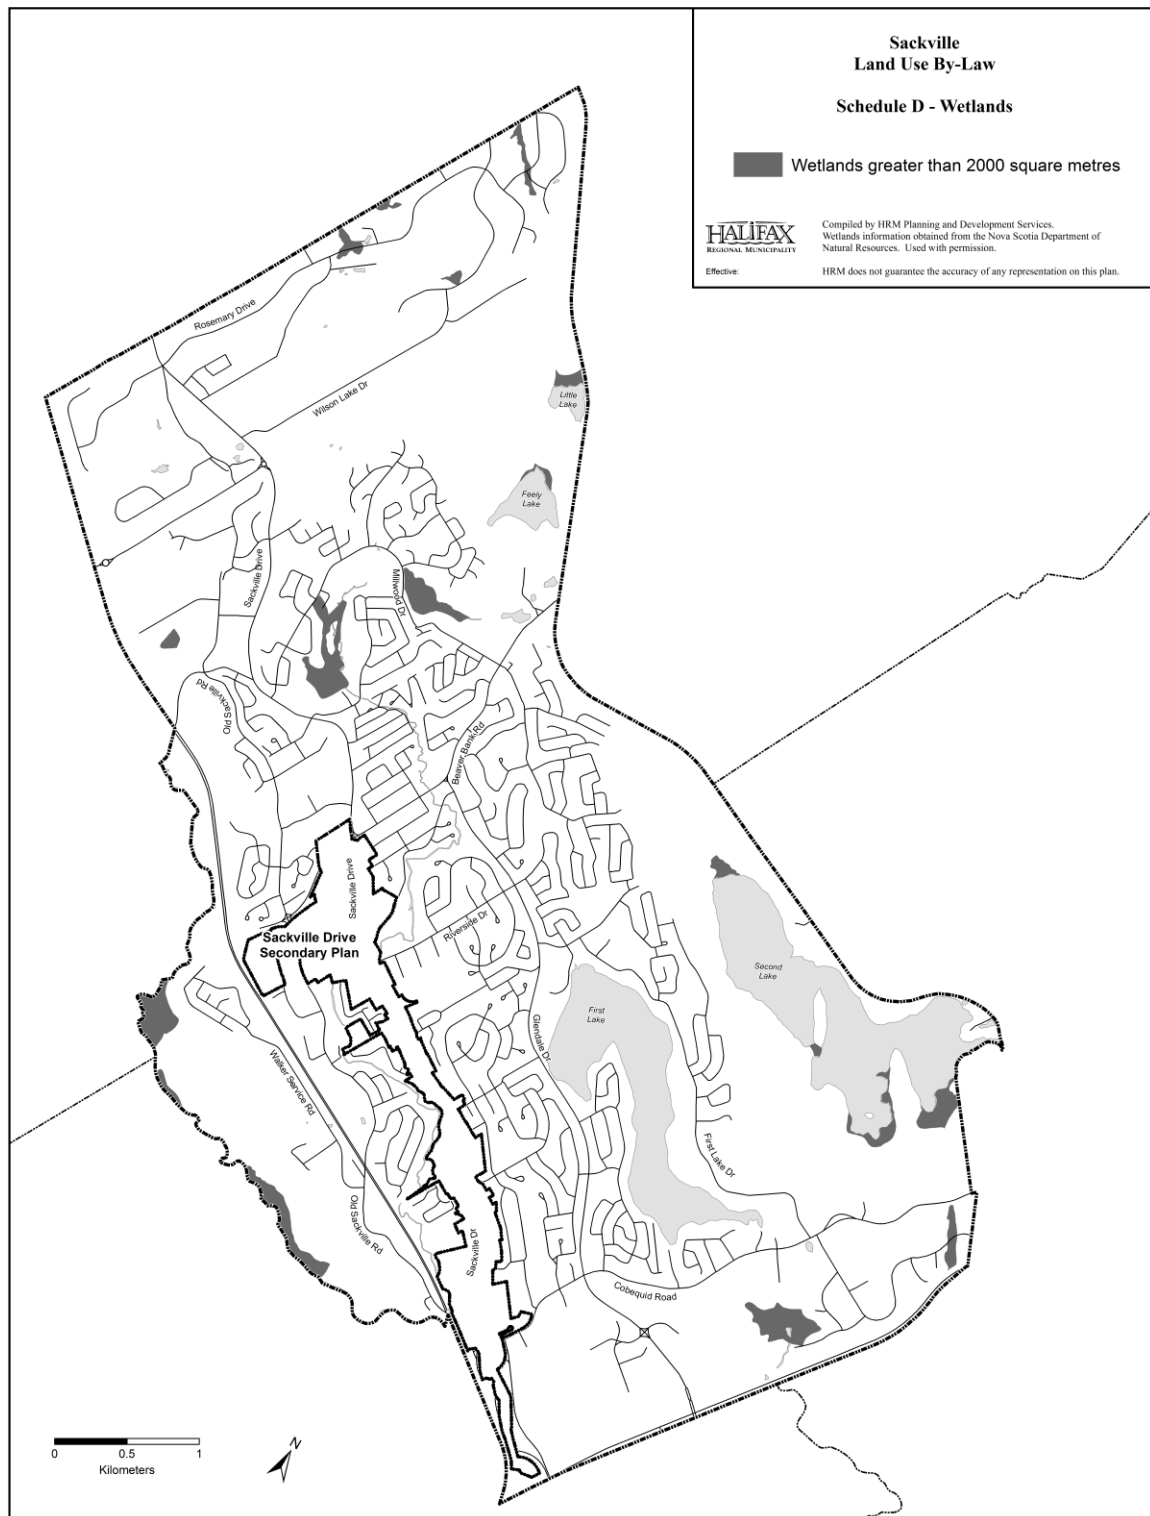 Sackville
Land Use By-Law
Schedule D - Wetlands
Wetlands greater than 2000 square metres
HALIFAX
REGIONAL MUNICIPALITY
Compiled by HRM Planning and Development Services.
Wetlands information obtained from the Nova Scotia Department of
Natural Resources. Used with permission.
Effective:
HRM does not guarantee the accuracy of any representation on this plan.
Rosemary Drive
Wilson Lake Dr
Little
Lake
Feely
Lake
Sackville Drive
Millwood Dr
Old Sackville Rd
Beaver Bank Rd
Sackville Drive
Riverside Dr
Sackville Drive
Secondary Plan
Second
Lake
First
Lake
Glendale Dr
Walker Service Rd
First Lake Dr
Old Sackville Rd
Sackville Dr
Cobequid Road
N
0
0.5
1
Kilometers